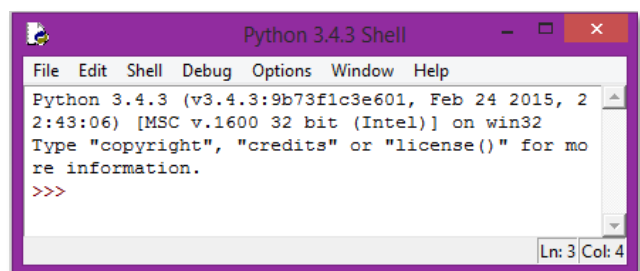 Python 3.4.3 Shell
File Edit Shell Debug Options Window Help
Python 3.4.3 (v3.4.3:9b73f1c3e601, Feb 24 2015, 2
2:43:06) [MSC v.1600 32 bit (Intel)] on win32
Type "copyright", "credits" or "license()" for mo
re information.
>>>
Ln: 3 Col: 4